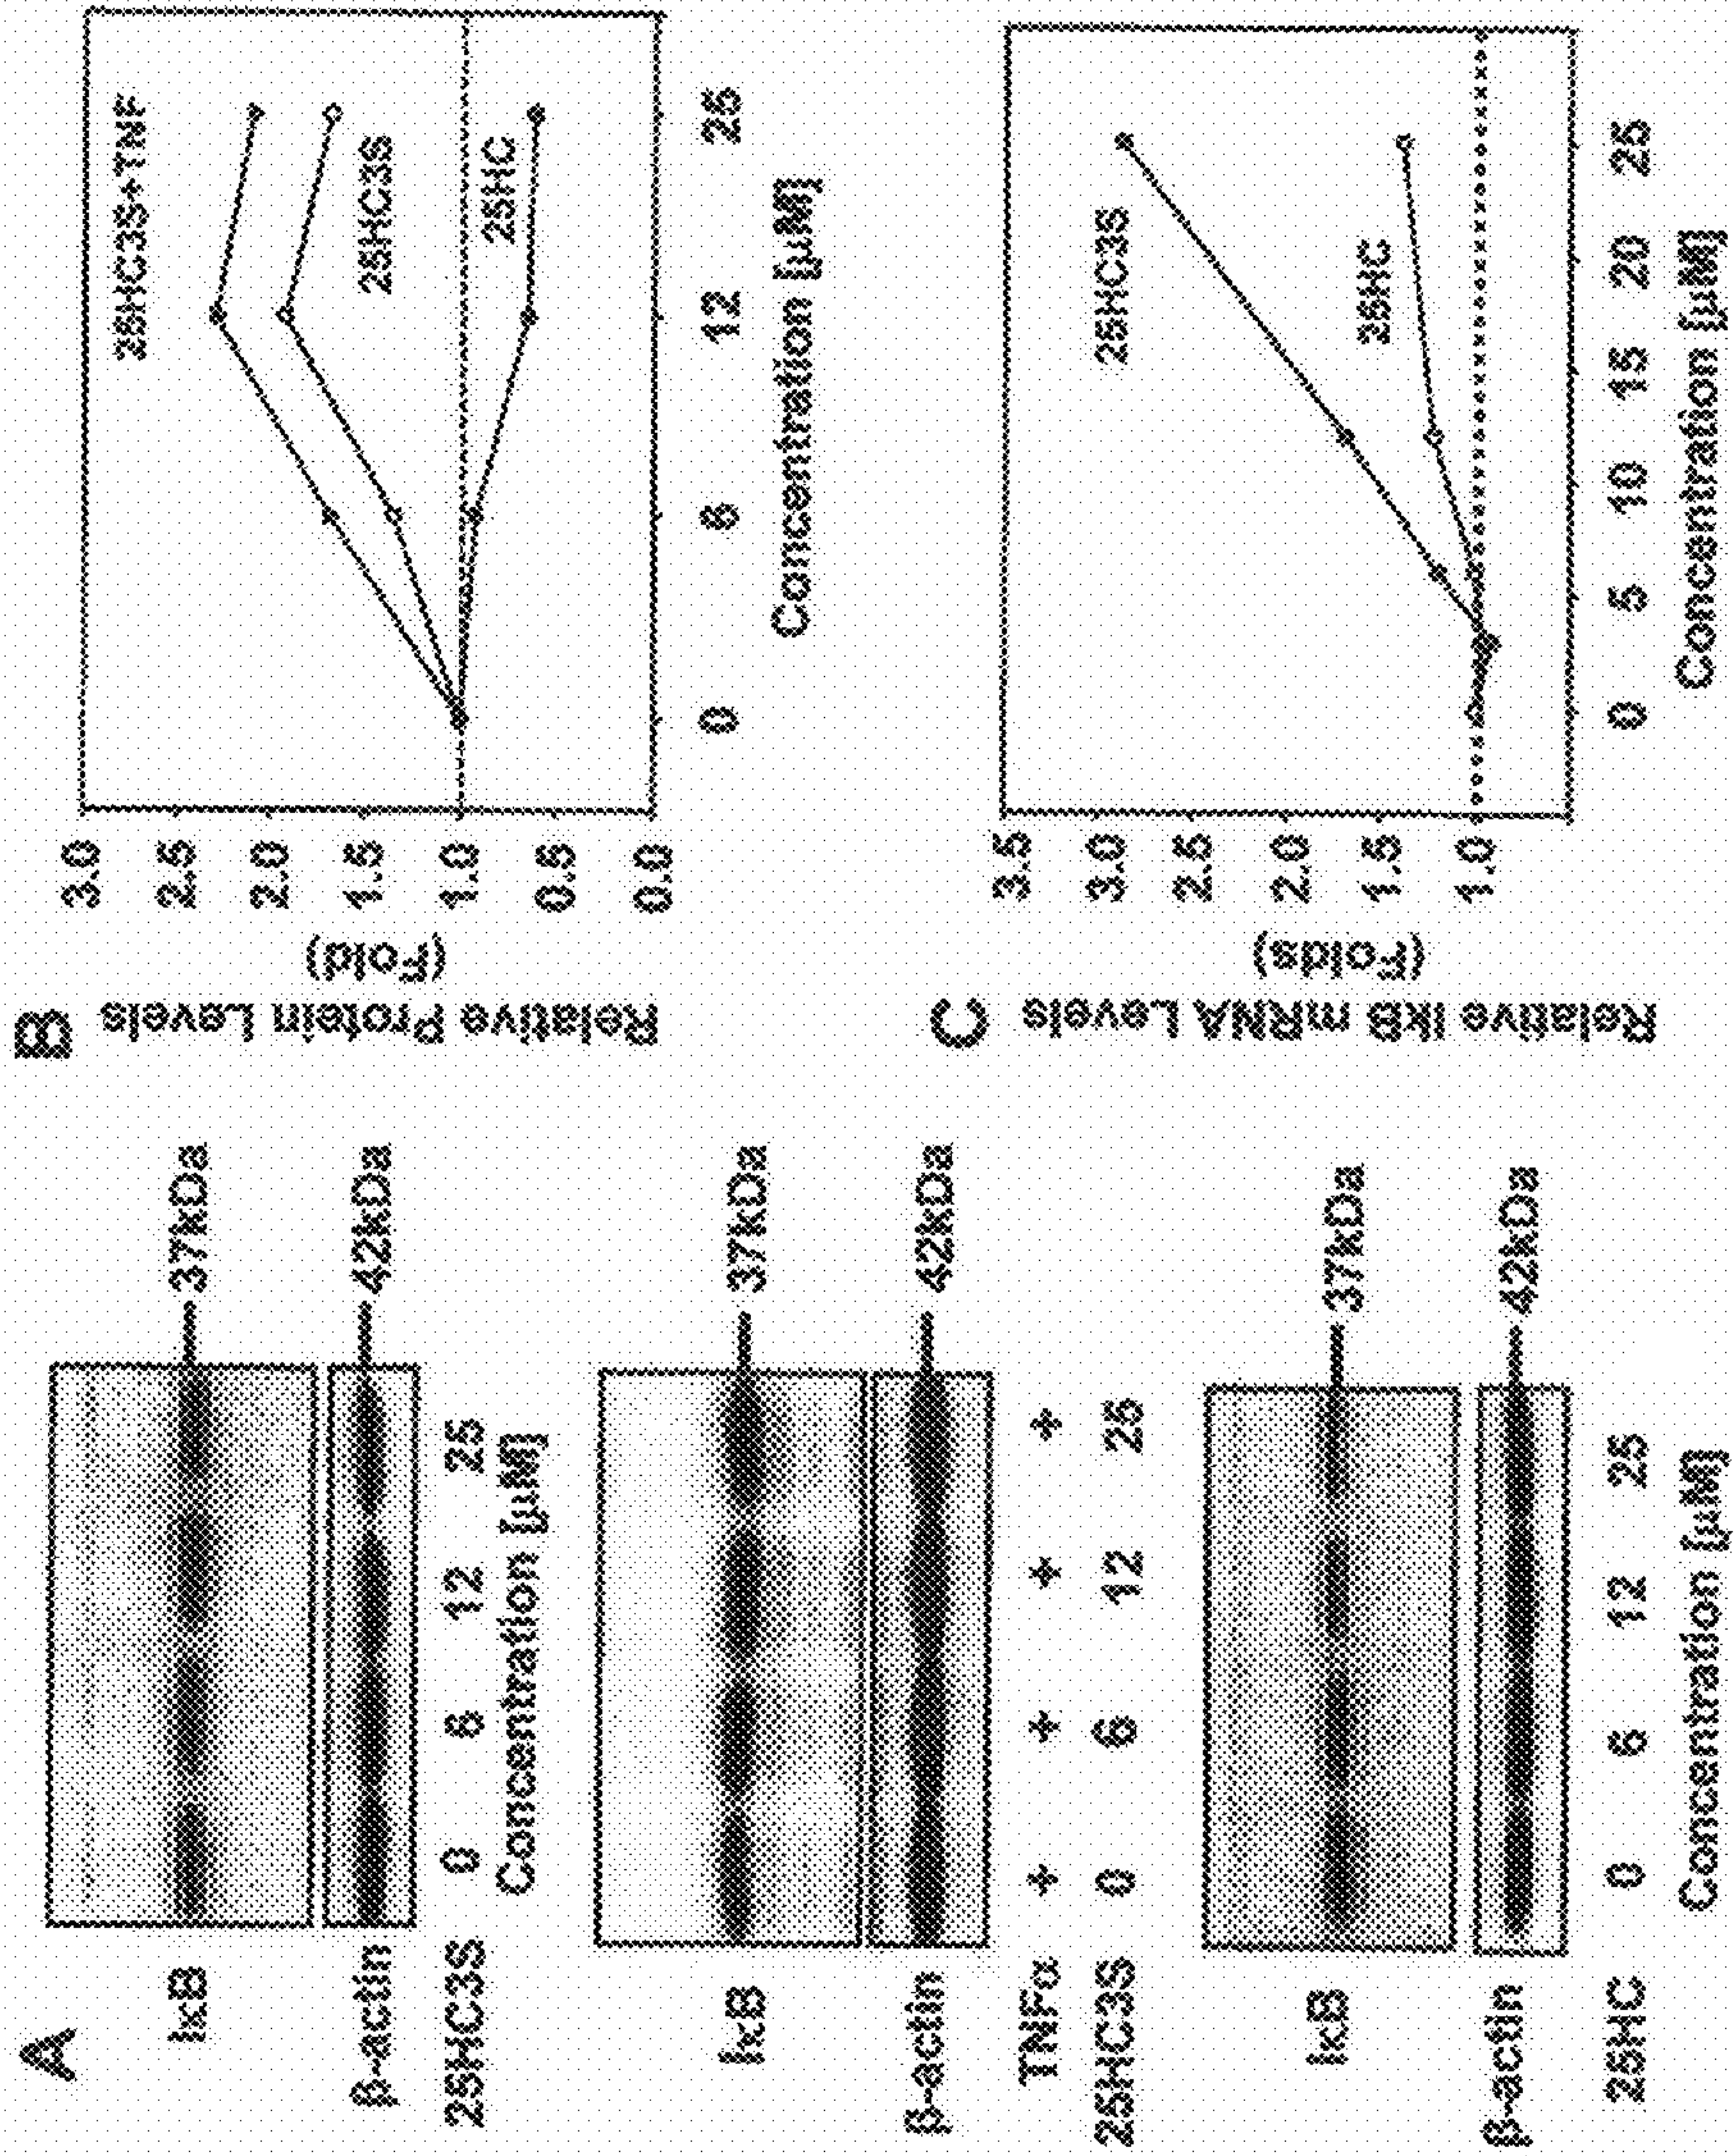 A
IκB
37kDa
β-actin
42kDa
25HC3S 0 6 12 25
Concentration [μM]
IκB
37kDa
β-actin
42kDa
TNFα + + + +
25HC3S 0 6 12 25
IκB
37kDa
β-actin
42kDa
25HC 0 6 12 25
Concentration [μM]
B
Relative Protein Levels
(Fold)
3.0
2.5
2.0
1.5
1.0
0.5
0.0
25HC3S+TNF
25HC3S
25HC
0 6 12 25
Concentration [μM]
C
Relative IkB mRNA Levels
(Folds)
3.5
3.0
2.5
2.0
1.5
1.0
25HC3S
25HC
0 5 10 15 20 25
Concentration [μM]